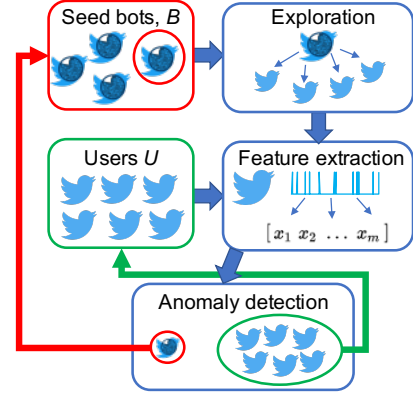 Seed bots, B
Exploration
Users U
Feature extraction
[ x₁ x₂ … xₘ ]
Anomaly detection